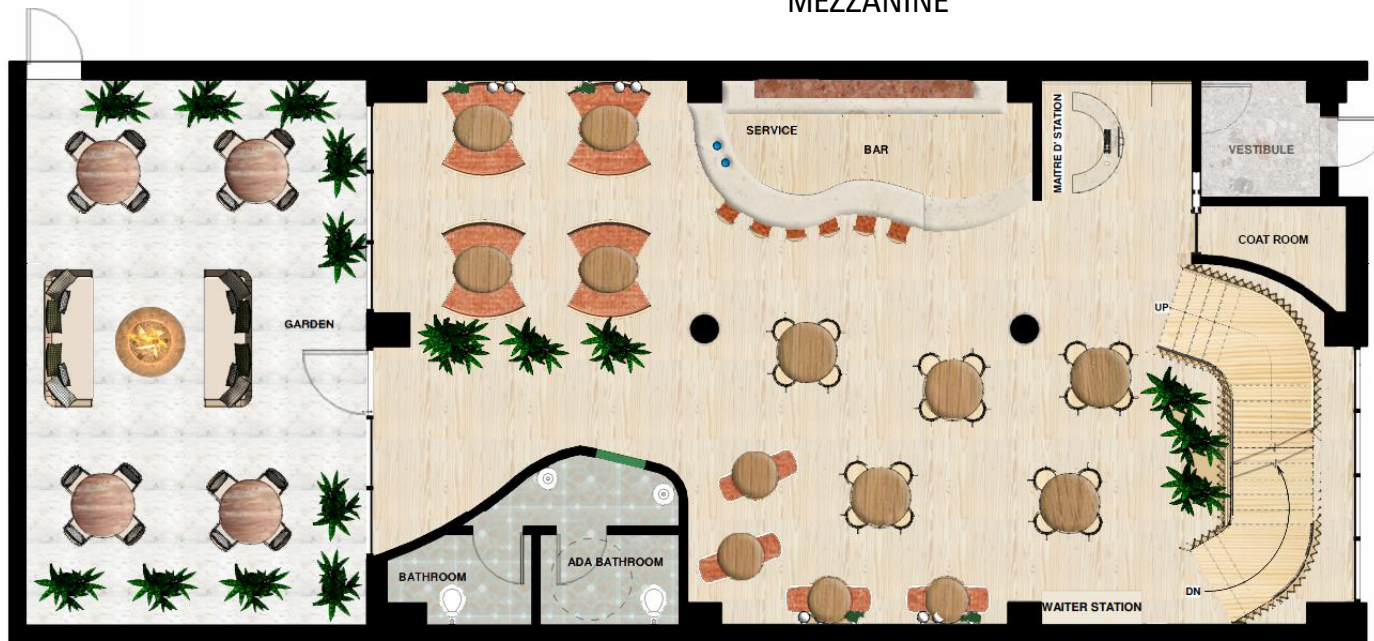 MEZZANINE
SERVICE
BAR
MAITRE D' STATION
VESTIBULE
COAT ROOM
UP
GARDEN
BATHROOM
ADA BATHROOM
DN
WAITER STATION